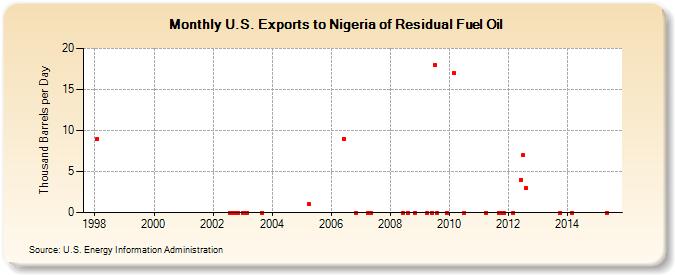 Monthly U.S. Exports to Nigeria of Residual Fuel Oil
Thousand Barrels per Day
20
15
10
5
0
1998 2000 2002 2004 2006 2008 2010 2012 2014
Source: U.S. Energy Information Administration